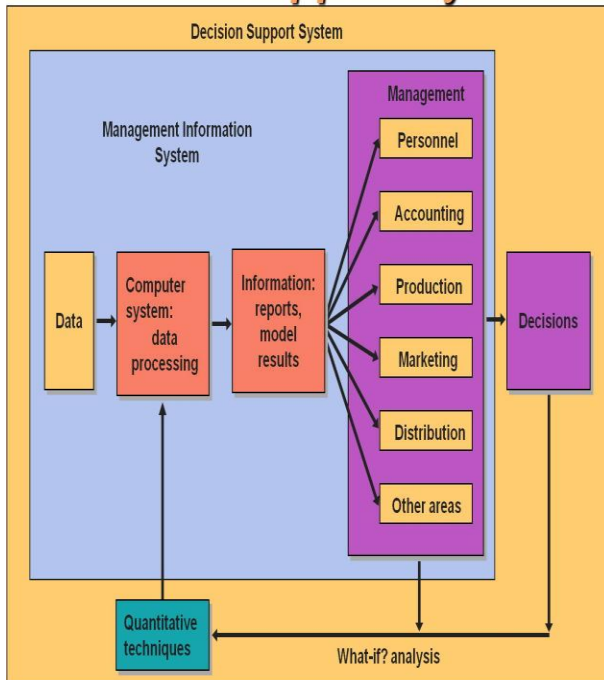 Decision Support System
Management Information
System
Management
Personnel
Accounting
Production
Marketing
Distribution
Other areas
Data
Computer
system:
data
processing
Information:
reports,
model
results
Decisions
Quantitative
techniques
What-if? analysis